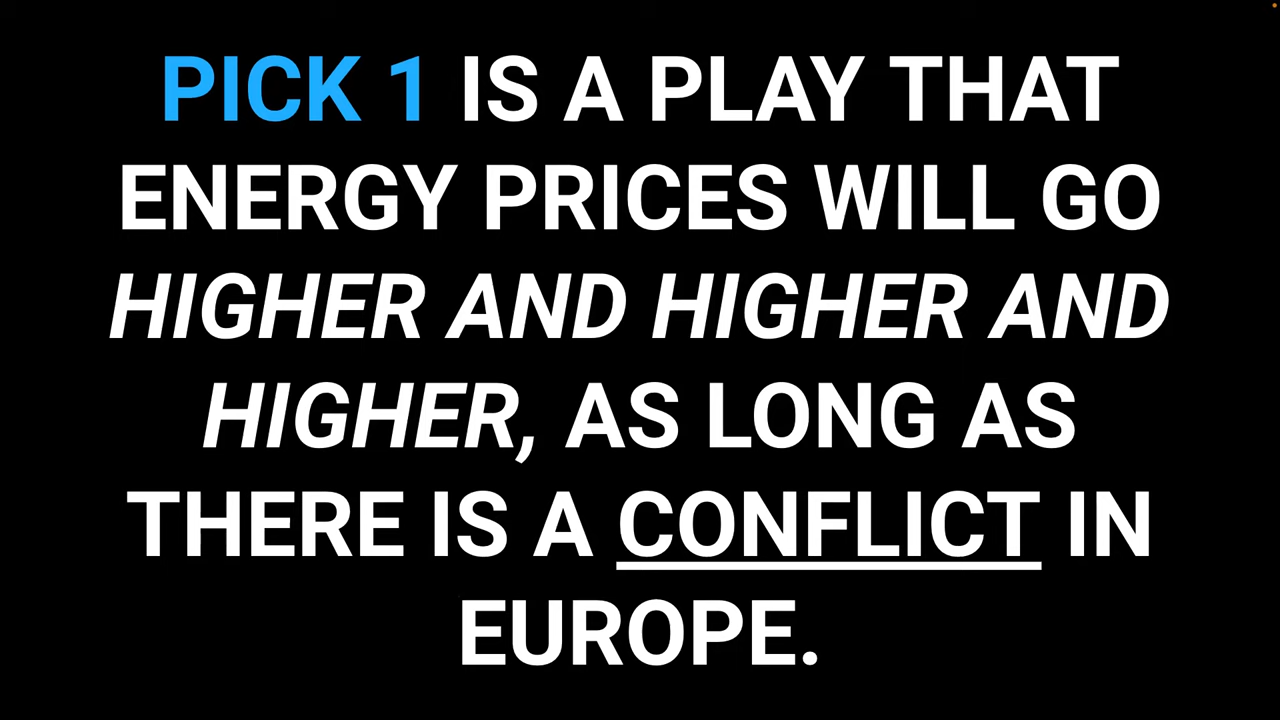 PICK 1 IS A PLAY THAT
ENERGY PRICES WILL GO
HIGHER AND HIGHER AND
HIGHER, AS LONG AS
THERE IS A CONFLICT IN
EUROPE.